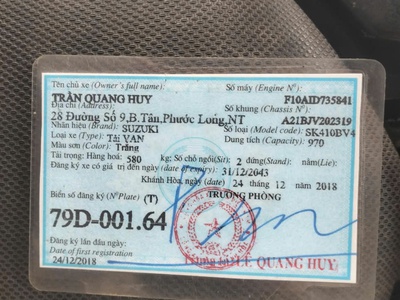 Tên chủ xe (Owner's full name): Số máy (Engine N°)
TRẦN QUANG HUY F10AID735841
Địa chỉ (Address): Số khung (Chassis N°)
28 Đường Số 9,B.Tân,Phước Long,NT A21BJV202319
Nhãn hiệu (Brand): SUZUKI Số loại (Model code): SK410BV4
Loại xe (Type): Tải VAN Dung tích (Capacity): 970
Màu sơn (Color): Trắng
Tải trọng: Hàng hoá: 580 kg; Số chỗ ngồi(Sit): 2 đứng(Stand): nằm(Lie):
Đăng ký xe có giá trị đến ngày (date of expiry) 31/12/2043
Khánh Hòa, ngày (date) 24 tháng 12 năm 2018
Biển số đăng ký (N°Plate) (T) TRƯỞNG PHÒNG
79D-001.64
Đăng ký lần đầu ngày:
Date of first registration
24/12/2018 LÊ QUANG HUY